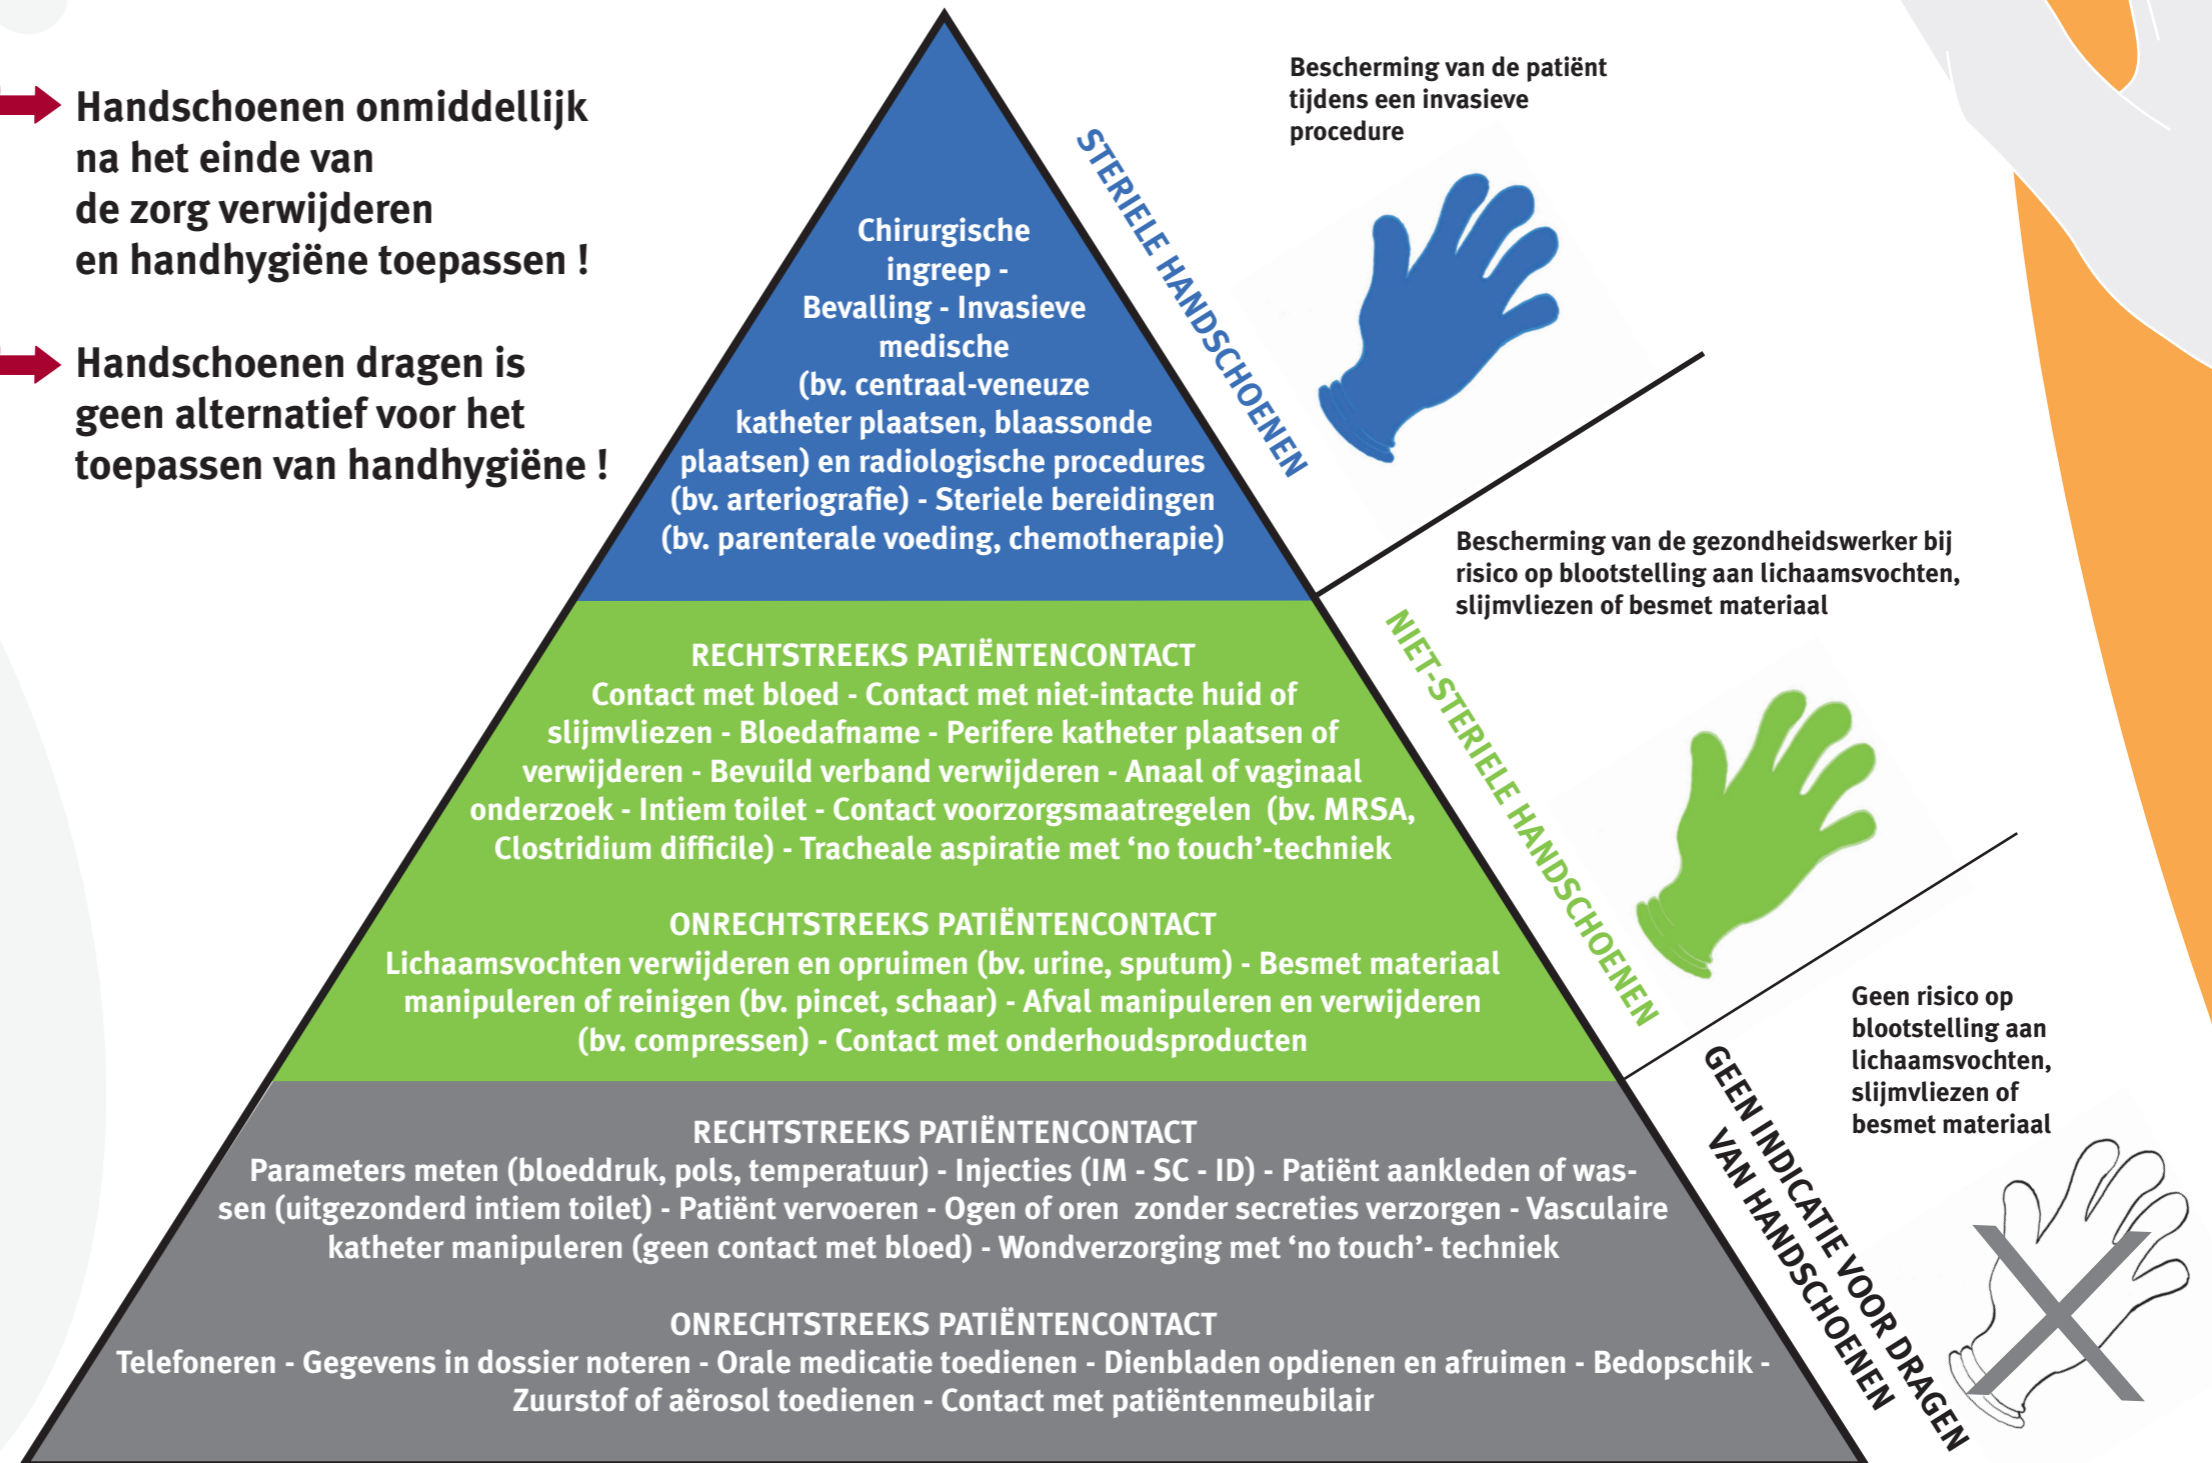 Handschoenen onmiddellijk
na het einde van
de zorg verwijderen
en handhygiëne toepassen !
Handschoenen dragen is
geen alternatief voor het
toepassen van handhygiëne !
Chirurgische
ingreep -
Bevalling - Invasieve
medische
(bv. centraal-veneuze
katheter plaatsen, blaassonde
plaatsen) en radiologische procedures
(bv. arteriografie) - Steriele bereidingen
(bv. parenterale voeding, chemotherapie)
STERIELE HANDSCHOENEN
Bescherming van de patiënt
tijdens een invasieve
procedure
RECHTSTREEKS PATIËNTENCONTACT
Contact met bloed - Contact met niet-intacte huid of
slijmvliezen - Bloedafname - Perifere katheter plaatsen of
verwijderen - Bevuild verband verwijderen - Anaal of vaginaal
onderzoek - Intiem toilet - Contact voorzorgsmaatregelen (bv. MRSA,
Clostridium difficile) - Tracheale aspiratie met ‘no touch’-techniek
ONRECHTSTREEKS PATIËNTENCONTACT
Lichaamsvochten verwijderen en opruimen (bv. urine, sputum) - Besmet materiaal
manipuleren of reinigen (bv. pincet, schaar) - Afval manipuleren en verwijderen
(bv. compressen) - Contact met onderhoudsproducten
NIET-STERIELE HANDSCHOENEN
Bescherming van de gezondheidswerker bij
risico op blootstelling aan lichaamsvochten,
slijmvliezen of besmet materiaal
RECHTSTREEKS PATIËNTENCONTACT
Parameters meten (bloeddruk, pols, temperatuur) - Injecties (IM - SC - ID) - Patiënt aankleden of was-
sen (uitgezonderd intiem toilet) - Patiënt vervoeren - Ogen of oren zonder secreties verzorgen - Vasculaire
katheter manipuleren (geen contact met bloed) - Wondverzorging met ‘no touch’- techniek
ONRECHTSTREEKS PATIËNTENCONTACT
Telefoneren - Gegevens in dossier noteren - Orale medicatie toedienen - Dienbladen opdienen en afruimen - Bedopschik -
Zuurstof of aërosol toedienen - Contact met patiëntenmeubilair
GEEN INDICATIE VOOR DRAGEN
VAN HANDSCHOENEN
Geen risico op
blootstelling aan
lichaamsvochten,
slijmvliezen of
besmet materiaal